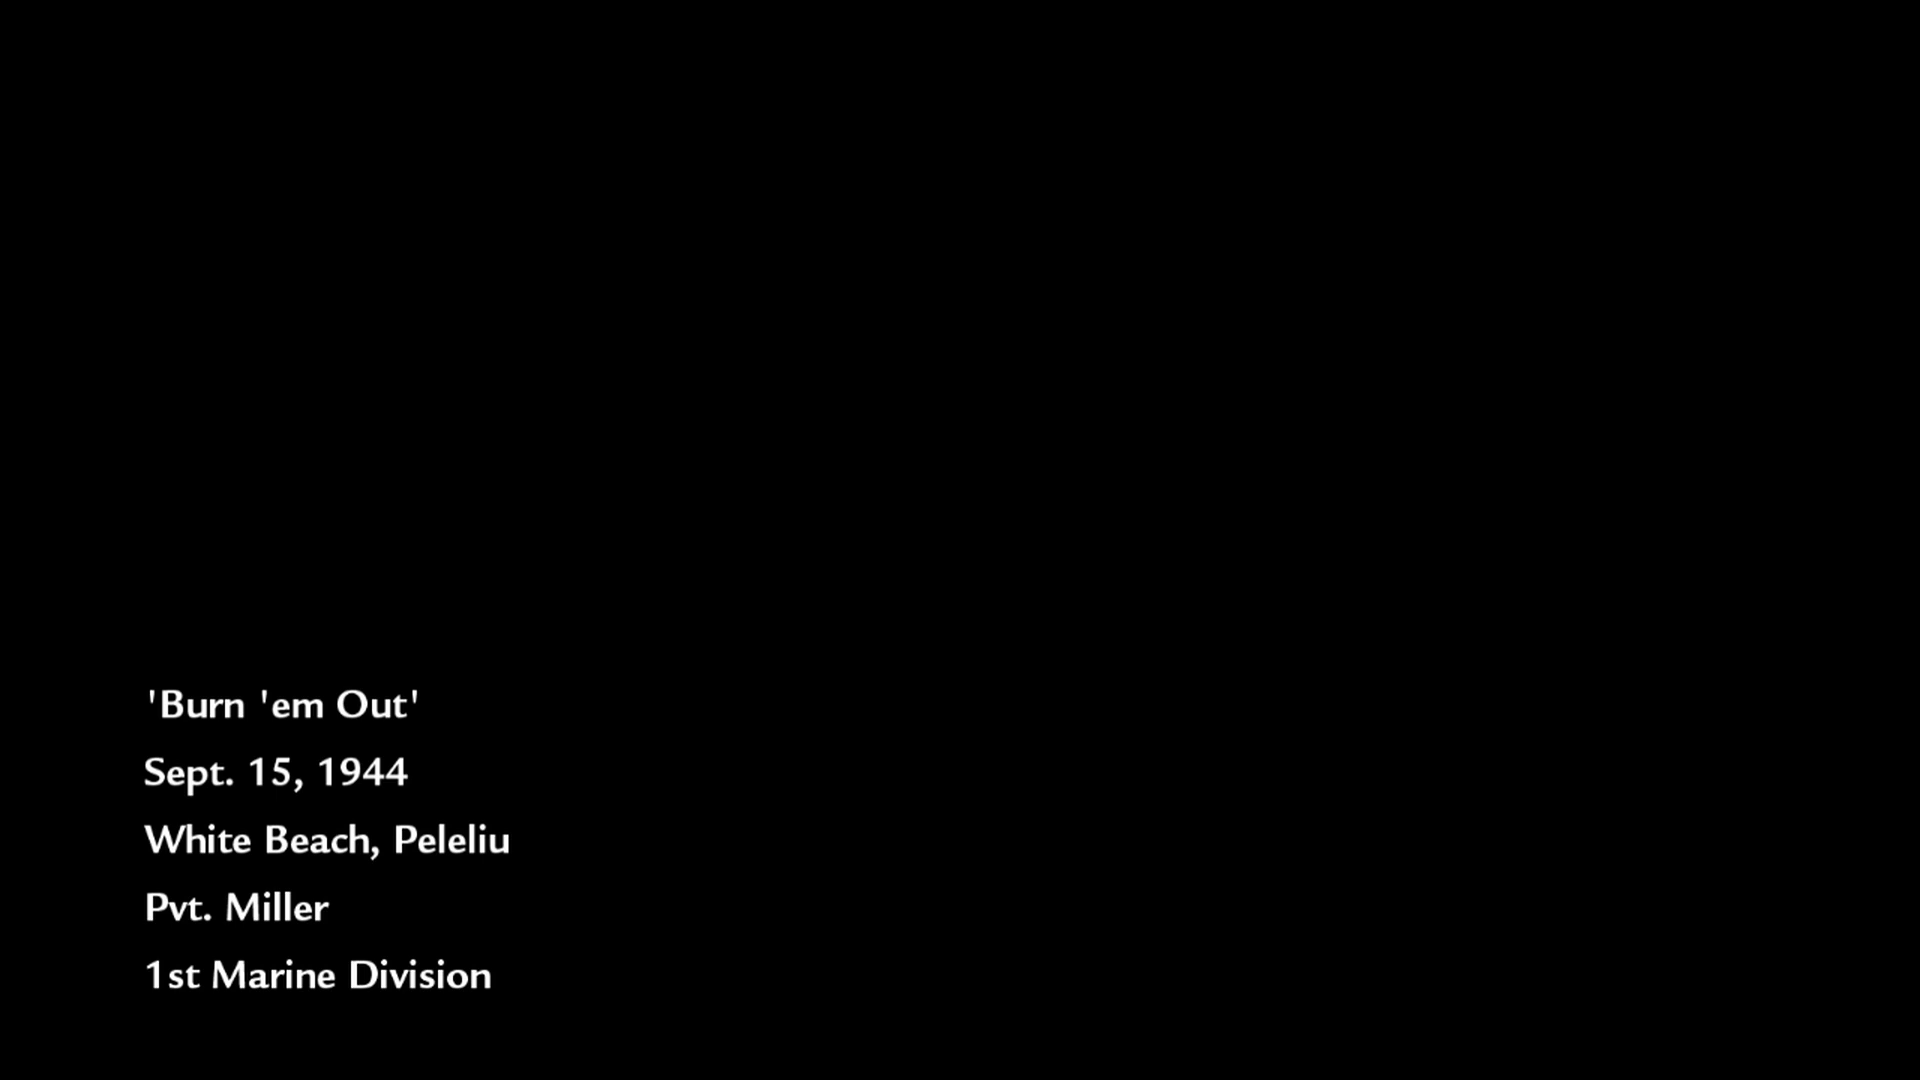 'Burn 'em Out'
Sept. 15, 1944
White Beach, Peleliu
Pvt. Miller
1st Marine Division